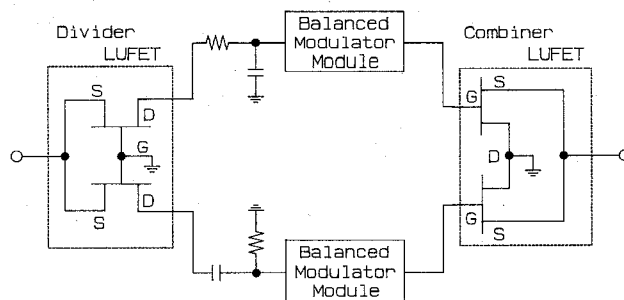 Divider
LUFET
S
D
G
D
S
Balanced
Modulator
Module
Balanced
Modulator
Module
Combiner
LUFET
S
G
D
G
S